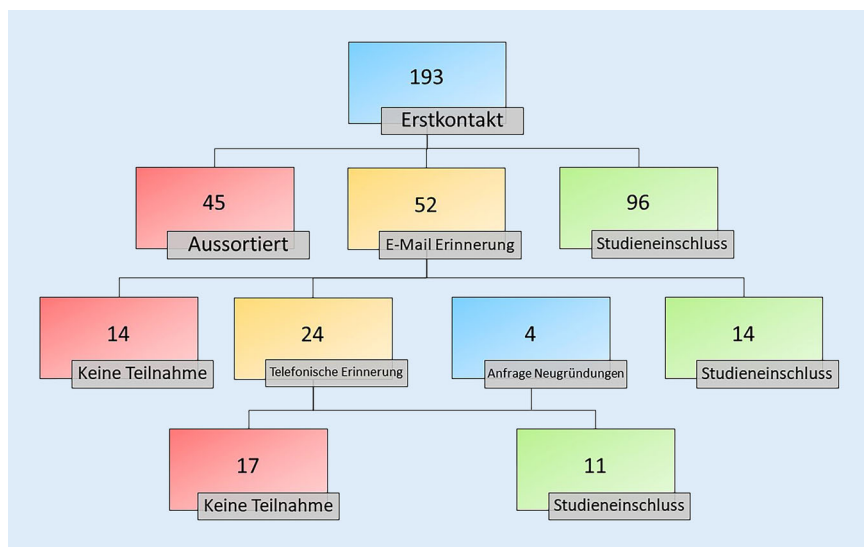 193
Erstkontakt
45
Aussortiert
52
E-Mail Erinnerung
96
Studieneinschluss
14
Keine Teilnahme
24
Telefonische Erinnerung
4
Anfrage Neugründungen
14
Studieneinschluss
17
Keine Teilnahme
11
Studieneinschluss